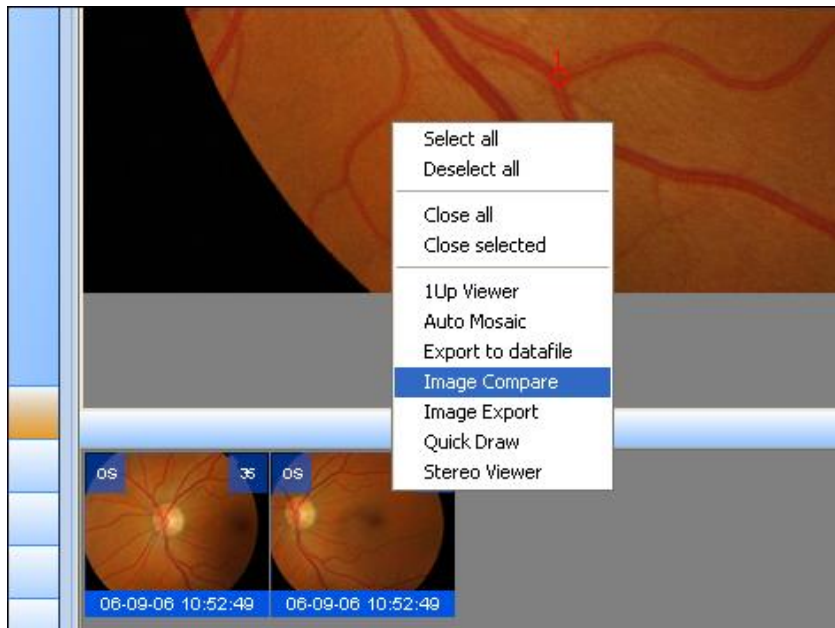 Select all
Deselect all
Close all
Close selected
1Up Viewer
Auto Mosaic
Export to datafile
Image Compare
Image Export
Quick Draw
Stereo Viewer
OS 35 OS
06-09-06 10:52:49 06-09-06 10:52:49